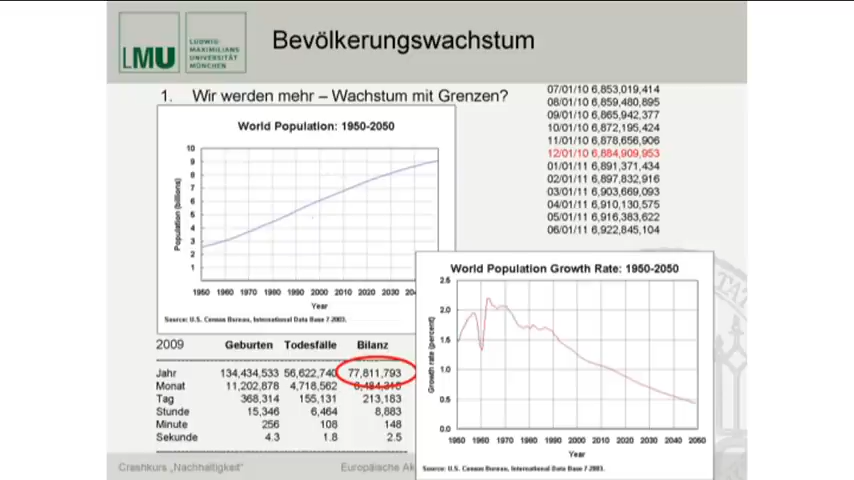 LMU
LUDWIG-
MAXIMILIANS
UNIVERSITÄT
MÜNCHEN
Bevölkerungswachstum
1. Wir werden mehr – Wachstum mit Grenzen?
07/01/10 6,853,019,414
08/01/10 6,859,480,895
09/01/10 6,865,942,377
10/01/10 6,872,195,424
11/01/10 6,878,656,906
12/01/10 6,884,909,953
01/01/11 6,891,371,434
02/01/11 6,897,832,916
03/01/11 6,903,669,093
04/01/11 6,910,130,575
05/01/11 6,916,383,622
06/01/11 6,922,845,104
World Population: 1950-2050
Population (billions)
10
9
8
7
6
5
4
3
2
1
1950 1960 1970 1980 1990 2000 2010 2020 2030
Year
Source: U.S. Census Bureau, International Data Base 7-2003.
World Population Growth Rate: 1950-2050
Growth rate (percent)
2.5
2.0
1.5
1.0
0.5
0.0
1950 1960 1970 1980 1990 2000 2010 2020 2030 2040 2050
Year
Source: U.S. Census Bureau, International Data Base 7-2003.
2009 Geburten Todesfälle Bilanz
Jahr 134,434,533 56,622,740 77,811,793
Monat 11,202,878 4,718,562 6,484,316
Tag 368,314 155,131 213,183
Stunde 15,346 6,464 8,883
Minute 256 108 148
Sekunde 4.3 1.8 2.5
Crashkurs „Nachhaltigkeit"
Europäische